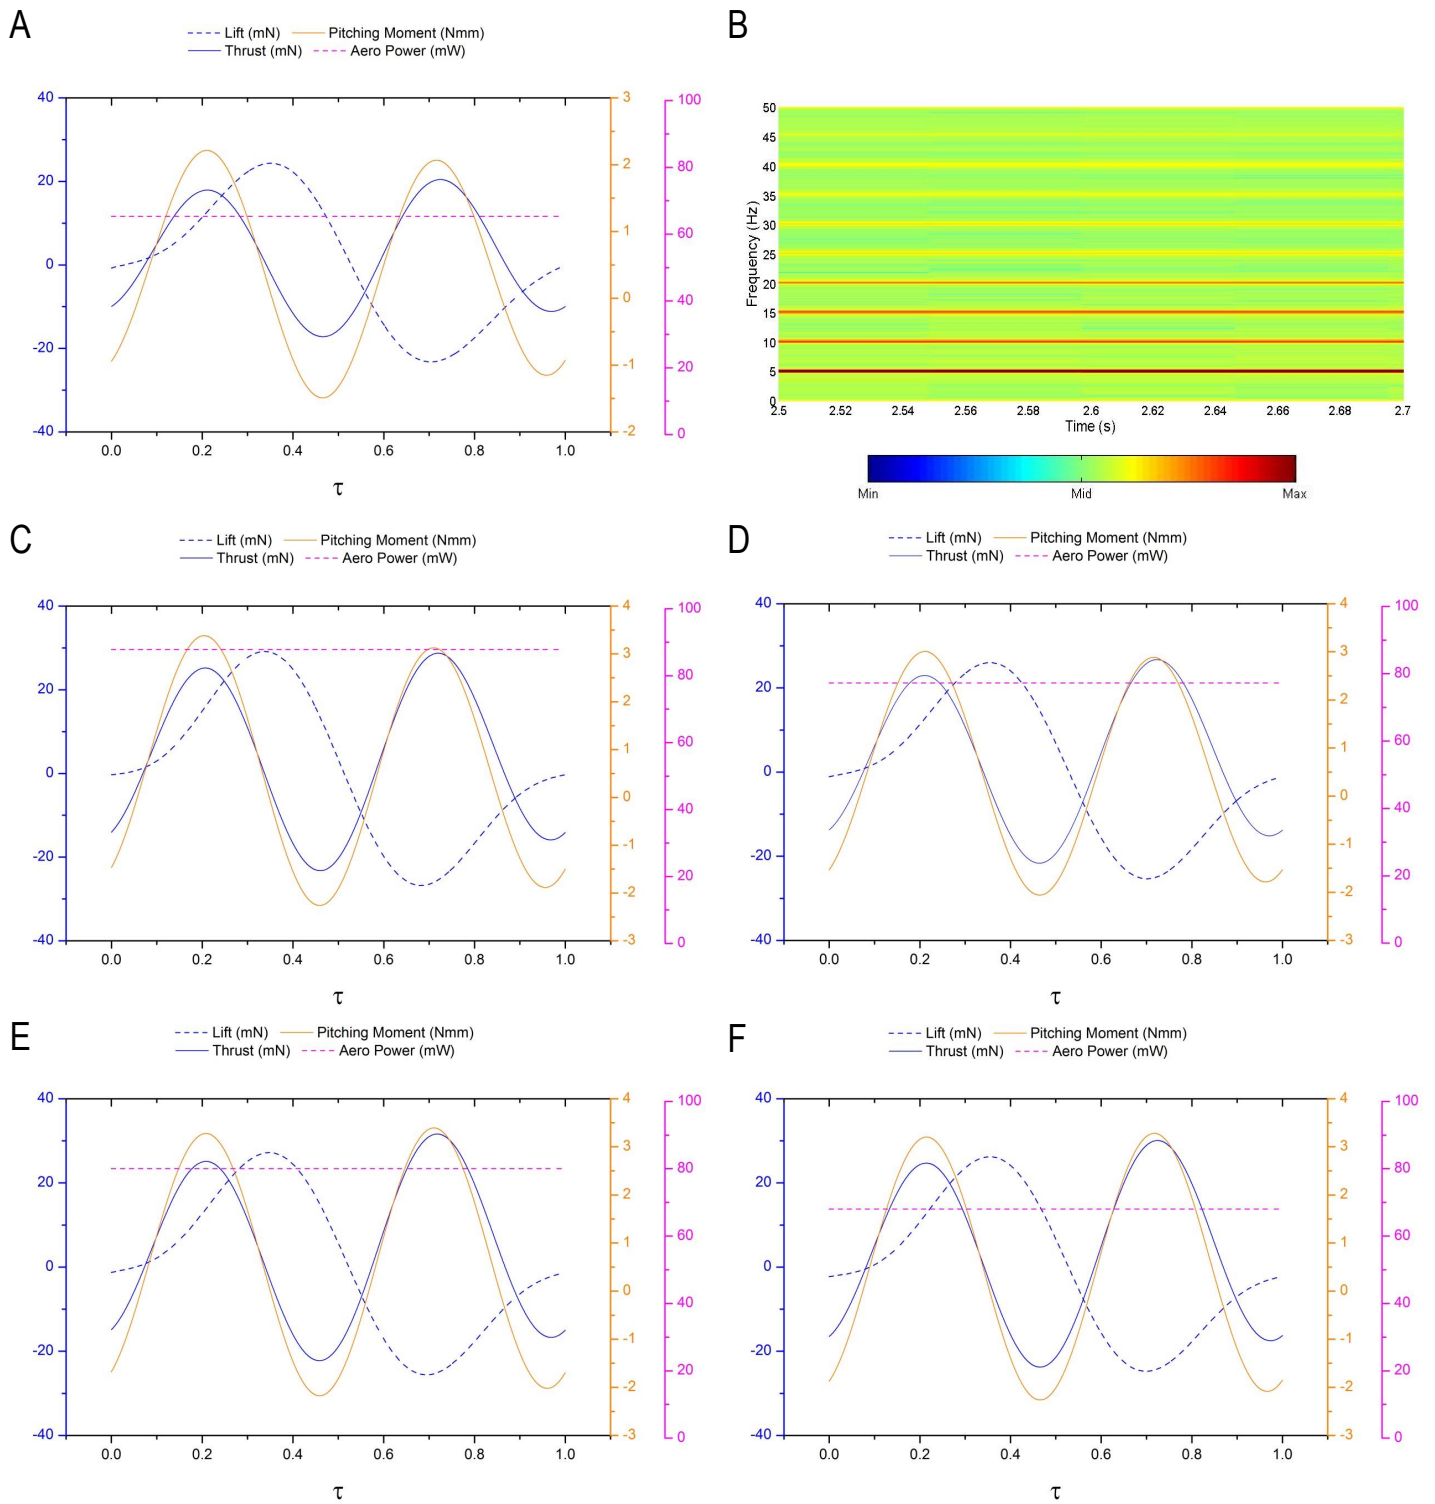 A
Lift (mN) Pitching Moment (Nmm)
Thrust (mN) Aero Power (mW)
40 20 0 -20 -40
3 2 1 0 -1 -2
100 80 60 40 20 0
0.0 0.2 0.4 0.6 0.8 1.0
τ
B
Frequency (Hz)
50 45 40 35 30 25 20 15 10 5 0
2.5 2.52 2.54 2.56 2.58 2.6 2.62 2.64 2.66 2.68 2.7
Time (s)
Min Mid Max
C
Lift (mN) Pitching Moment (Nmm)
Thrust (mN) Aero Power (mW)
40 20 0 -20 -40
4 3 2 1 0 -1 -2 -3
100 80 60 40 20 0
0.0 0.2 0.4 0.6 0.8 1.0
τ
D
Lift (mN) Pitching Moment (Nmm)
Thrust (mN) Aero Power (mW)
40 20 0 -20 -40
4 3 2 1 0 -1 -2 -3
100 80 60 40 20 0
0.0 0.2 0.4 0.6 0.8 1.0
τ
E
Lift (mN) Pitching Moment (Nmm)
Thrust (mN) Aero Power (mW)
40 20 0 -20 -40
4 3 2 1 0 -1 -2 -3
100 80 60 40 20 0
0.0 0.2 0.4 0.6 0.8 1.0
τ
F
Lift (mN) Pitching Moment (Nmm)
Thrust (mN) Aero Power (mW)
40 20 0 -20 -40
4 3 2 1 0 -1 -2 -3
100 80 60 40 20 0
0.0 0.2 0.4 0.6 0.8 1.0
τ